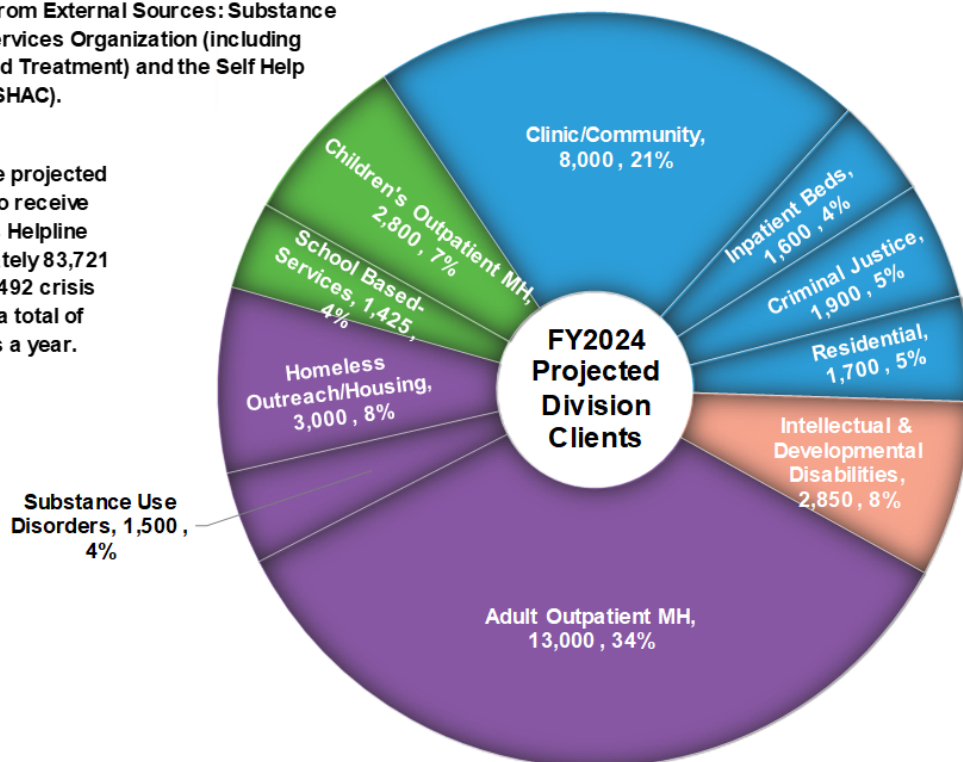 rom External Sources: Substance
ervices Organization (including
d Treatment) and the Self Help
SHAC).
e projected
o receive
s Helpline
tely 83,721
492 crisis
a total of
s a year.
Clinic/Community,
8,000 , 21%
Inpatient Beds,
1,600 , 4%
Criminal Justice,
1,900 , 5%
Residential,
1,700 , 5%
Intellectual &
Developmental
Disabilities,
2,850 , 8%
Adult Outpatient MH,
13,000 , 34%
Substance Use
Disorders, 1,500 ,
4%
Homeless
Outreach/Housing,
3,000 , 8%
School Based-
Services, 1,425 ,
4%
Children's Outpatient MH,
2,800 , 7%
FY2024
Projected
Division
Clients